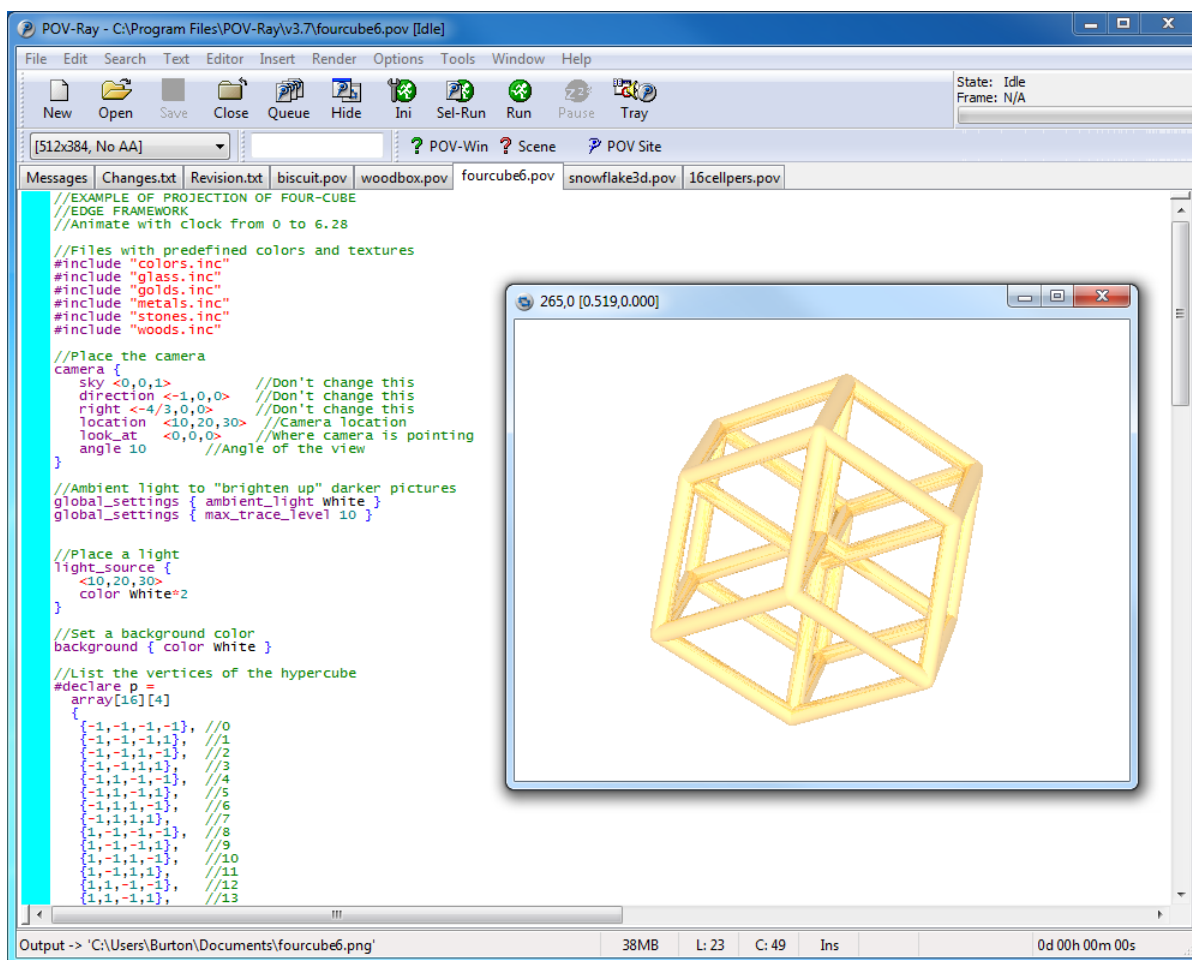 POV-Ray - C:\Program Files\POV-Ray\v3.7\fourcube6.pov [Idle]
File Edit Search Text Editor Insert Render Options Tools Window Help
New Open Save Close Queue Hide Ini Sel-Run Run Pause Tray
State: Idle
Frame: N/A
[512x384, No AA] ? POV-Win ? Scene POV Site
Messages Changes.txt Revision.txt biscuit.pov woodbox.pov fourcube6.pov snowflake3d.pov 16cellpers.pov
//EXAMPLE OF PROJECTION OF FOUR-CUBE
//EDGE FRAMEWORK
//Animate with clock from 0 to 6.28
//Files with predefined colors and textures
#include "colors.inc"
#include "glass.inc"
#include "golds.inc"
#include "metals.inc"
#include "stones.inc"
#include "woods.inc"
//Place the camera
camera {
sky <0,0,1> //Don't change this
direction <-1,0,0> //Don't change this
right <-4/3,0,0> //Don't change this
location <10,20,30> //Camera location
look_at <0,0,0> //Where camera is pointing
angle 10 //Angle of the view
}
//Ambient light to "brighten up" darker pictures
global_settings { ambient_light White }
global_settings { max_trace_level 10 }
//Place a light
light_source {
<10,20,30>
color White*2
}
//Set a background color
background { color White }
//List the vertices of the hypercube
#declare p =
array[16][4]
{
{-1,-1,-1,-1}, //0
{-1,-1,-1,1}, //1
{-1,-1,1,-1}, //2
{-1,-1,1,1}, //3
{-1,1,-1,-1}, //4
{-1,1,-1,1}, //5
{-1,1,1,-1}, //6
{-1,1,1,1}, //7
{1,-1,-1,-1}, //8
{1,-1,-1,1}, //9
{1,-1,1,-1}, //10
{1,-1,1,1}, //11
{1,1,-1,-1}, //12
{1,1,-1,1}, //13
265,0 [0.519,0.000]
Output -> 'C:\Users\Burton\Documents\fourcube6.png' 38MB L: 23 C: 49 Ins 0d 00h 00m 00s